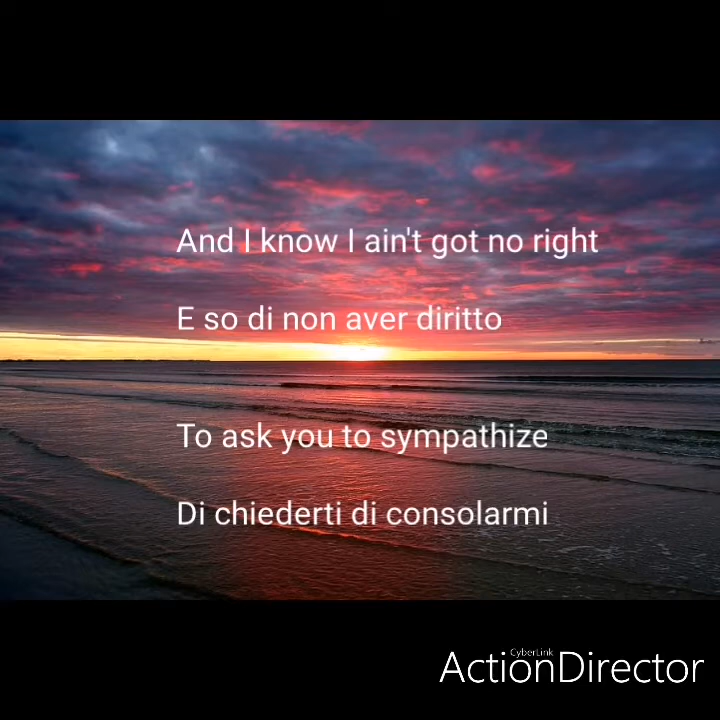 And I know I ain't got no right
E so di non aver diritto
To ask you to sympathize
Di chiederti di consolarmi
CyberLink
ActionDirector